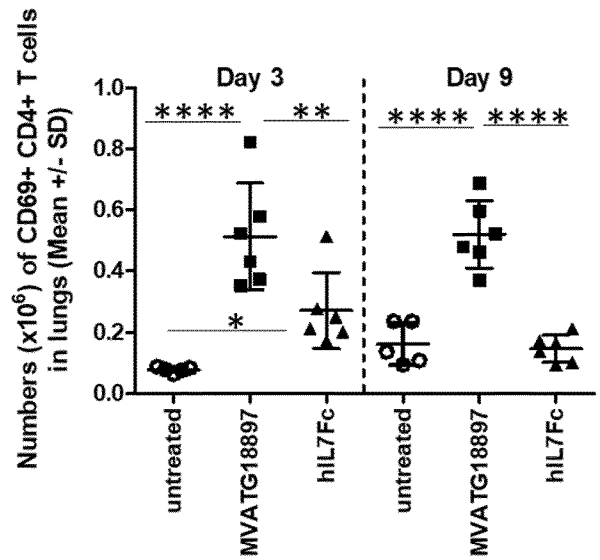 Numbers (x10⁶) of CD69+ CD4+ T cells
in lungs (Mean +/- SD)
Day 3
Day 9
1.0
0.8
0.6
0.4
0.2
0.0
****
**
*
****
****
untreated
MVATG18897
hIL7Fc
untreated
MVATG18897
hIL7Fc